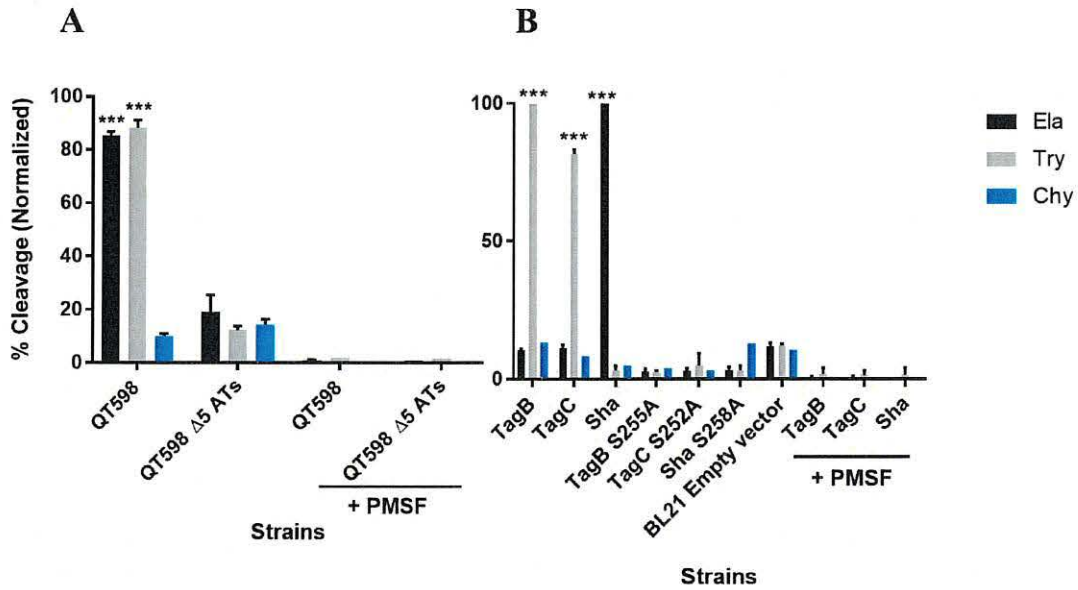 A
B
% Cleavage (Normalized)
100
80
60
40
20
0
***
***
QT598
QT598 Δ5 ATs
QT598
QT598 Δ5 ATs
+ PMSF
Strains
100
50
0
***
***
***
TagB
TagC
Sha
TagB S255A
TagC S252A
Sha S258A
BL21 Empty vector
TagB
TagC
Sha
+ PMSF
Strains
Ela
Try
Chy